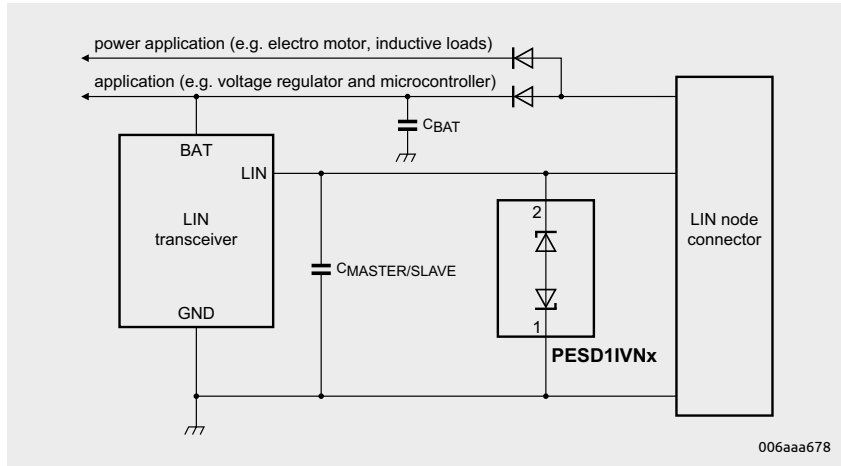 power application (e.g. electro motor, inductive loads)
application (e.g. voltage regulator and microcontroller)
CBAT
BAT
LIN
LIN
transceiver
GND
CMASTER/SLAVE
2
1
PESD1IVNx
LIN node
connector
006aaa678